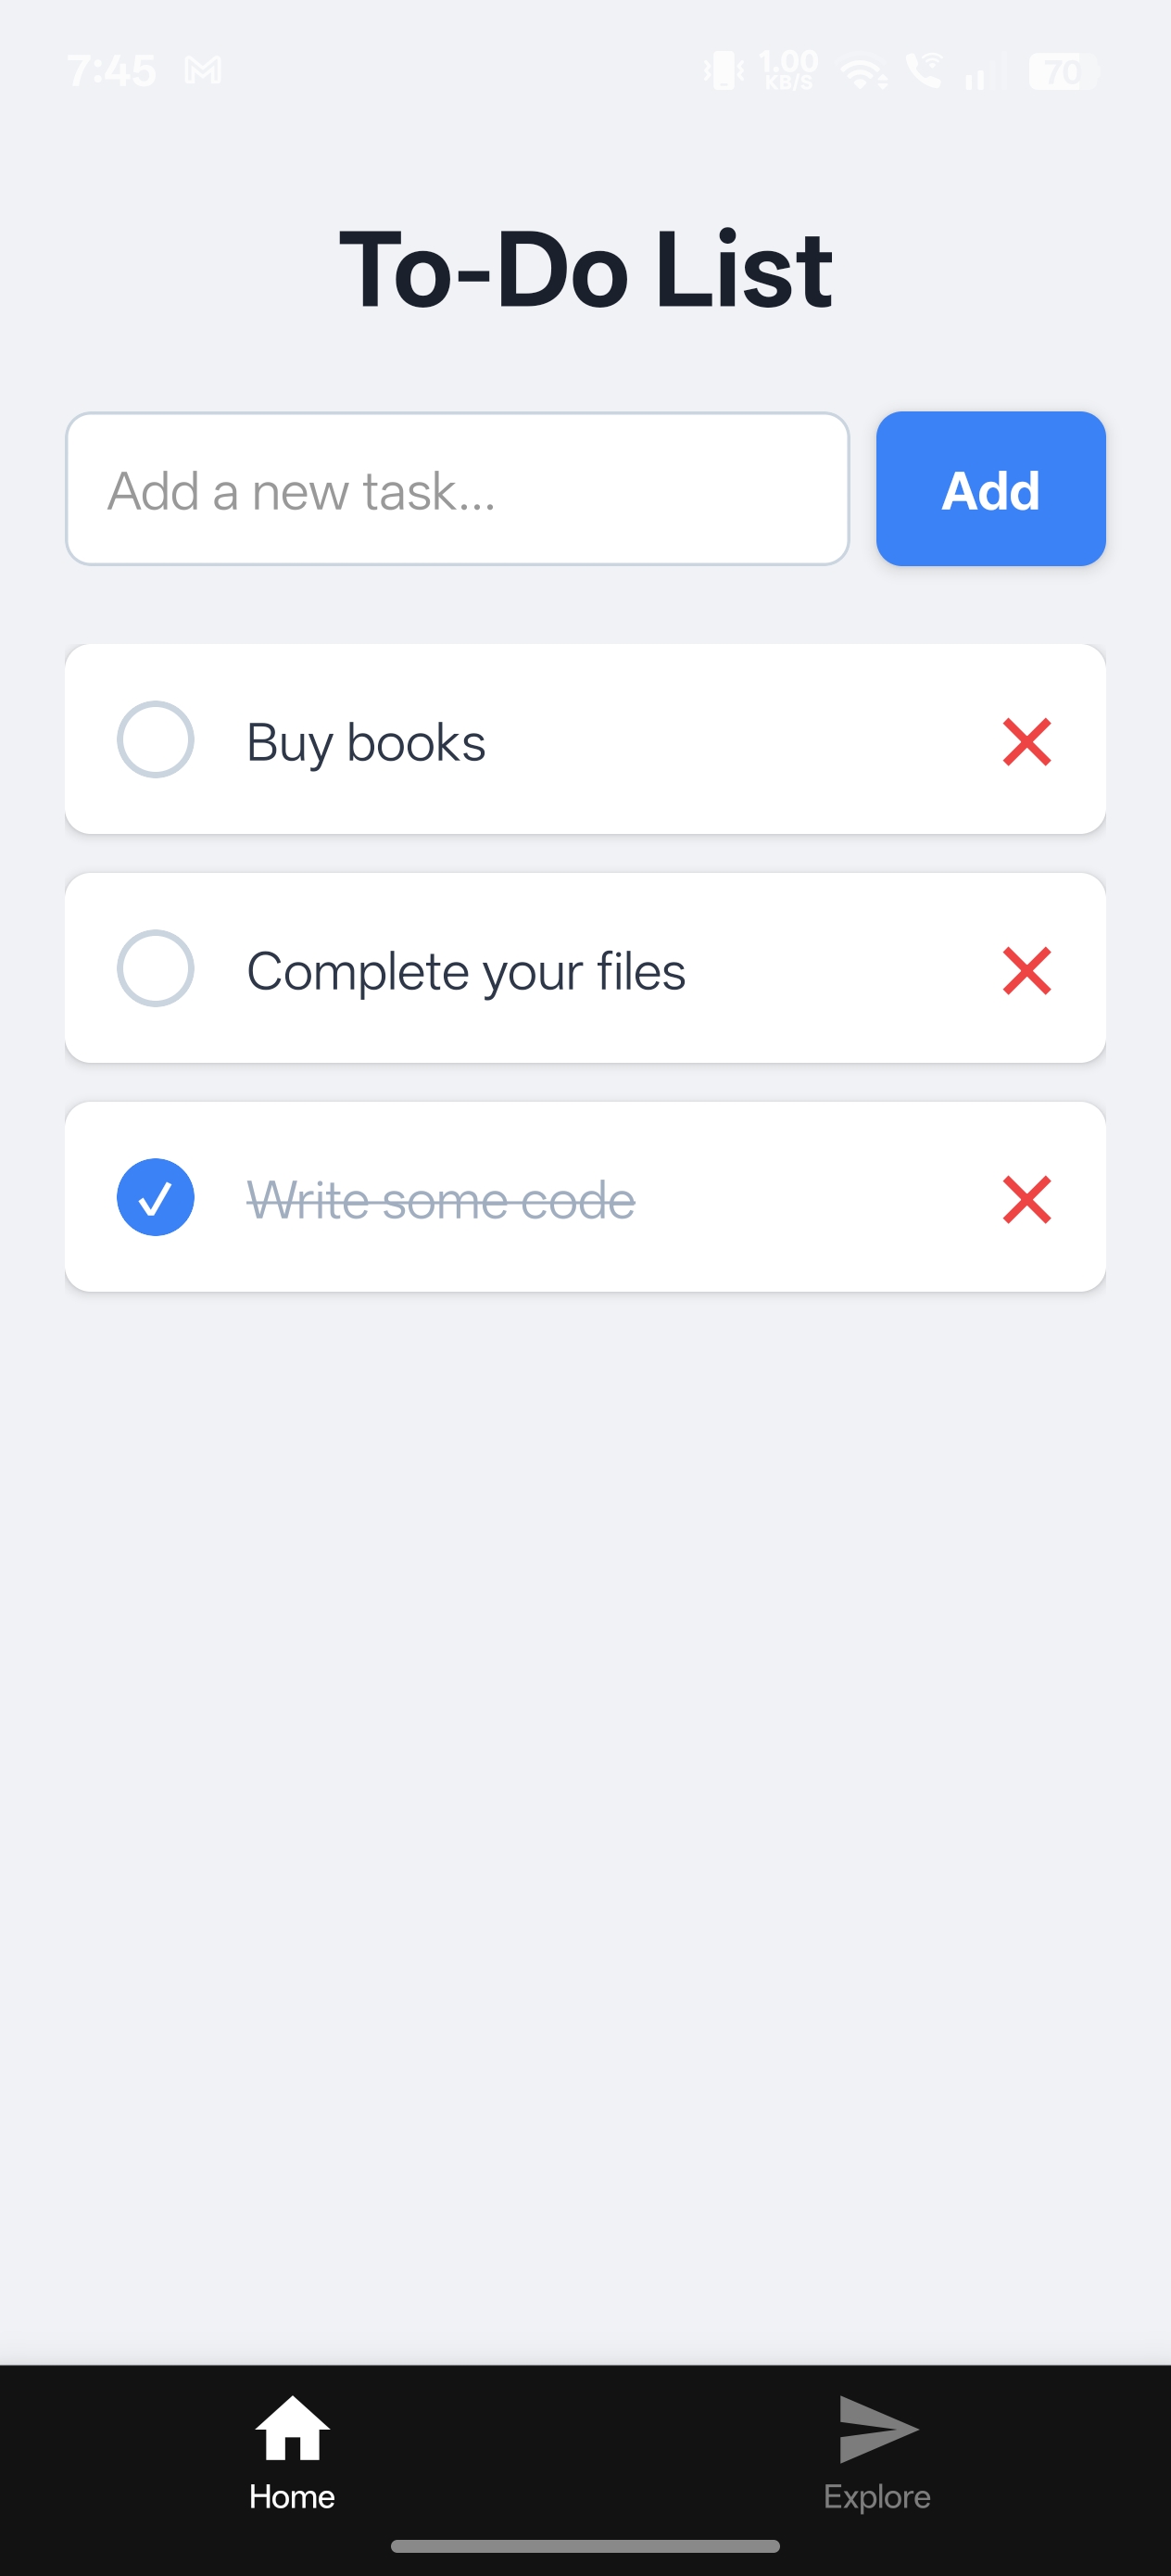 7:45
1.00
KB/S
70
To-Do List
Add a new task...
Add
Buy books
Complete your files
Write some code
Home
Explore